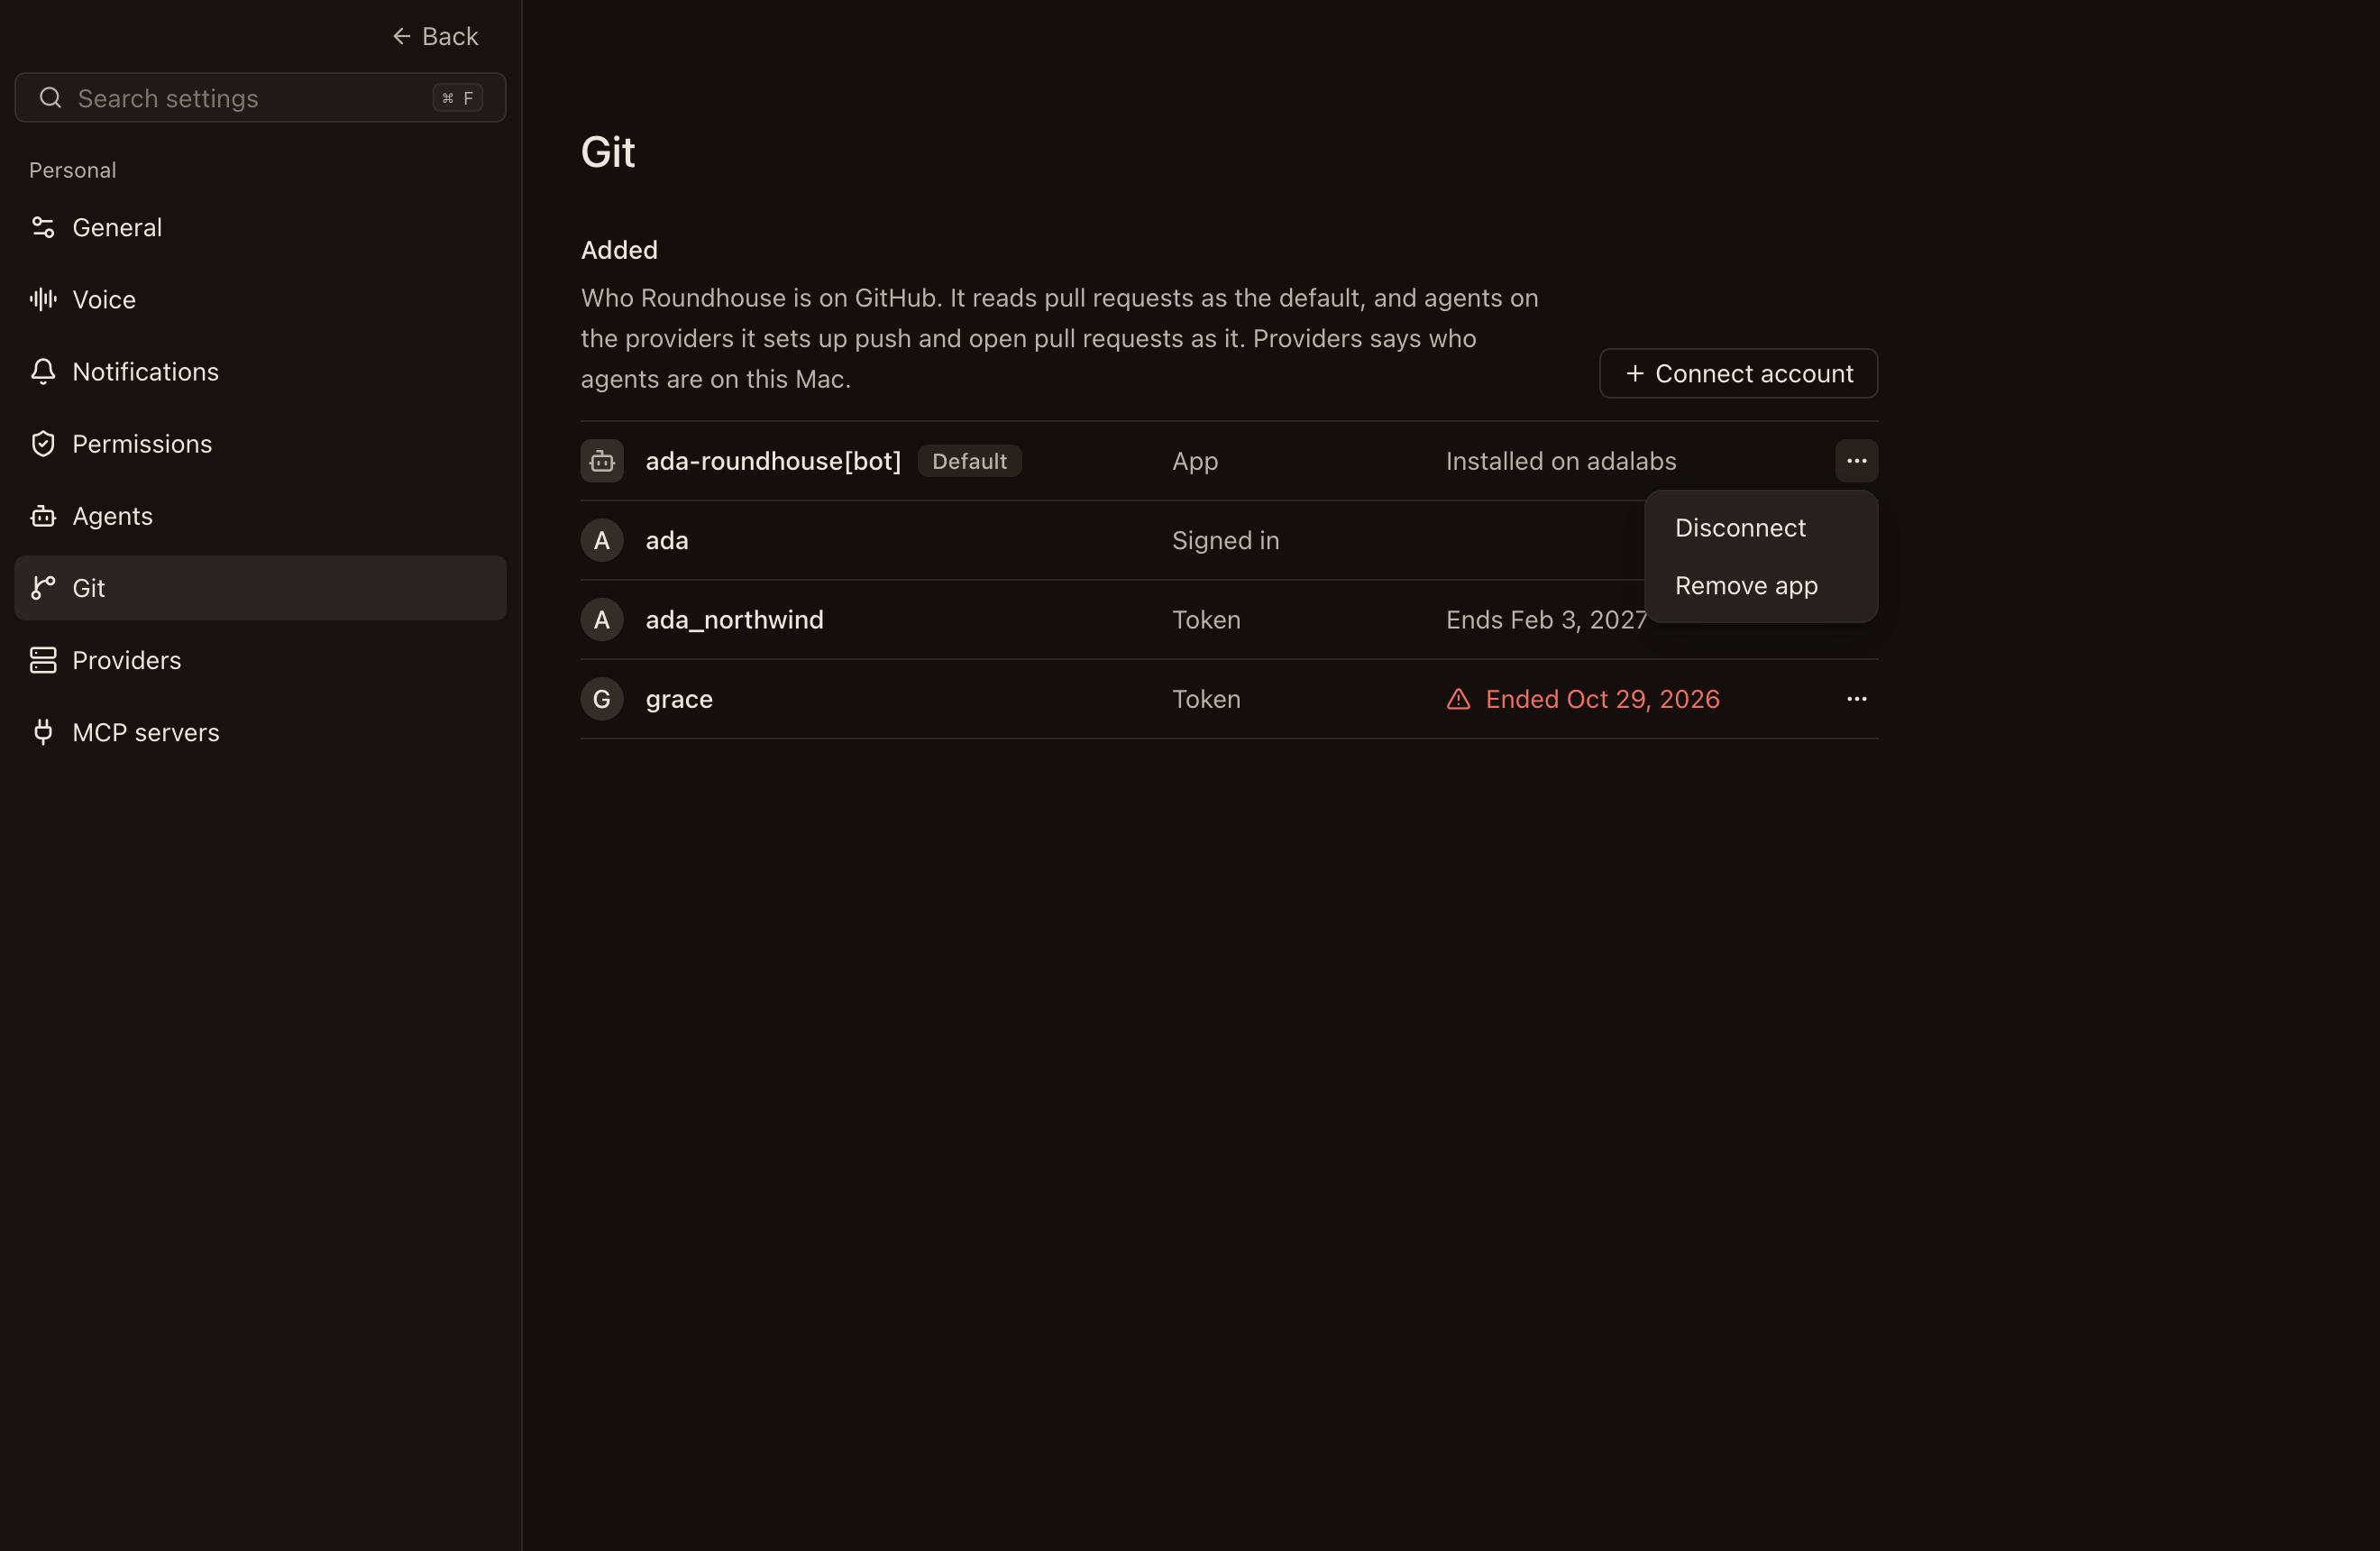 Back
Search settings
⌘ F
Personal
General
Voice
Notifications
Permissions
Agents
Git
Providers
MCP servers
Git
Added
Who Roundhouse is on GitHub. It reads pull requests as the default, and agents on
the providers it sets up push and open pull requests as it. Providers says who
agents are on this Mac.
Connect account
ada-roundhouse[bot] Default App Installed on adalabs
Disconnect
Remove app
A ada Signed in
A ada_northwind Token Ends Feb 3, 2027
G grace Token Ended Oct 29, 2026